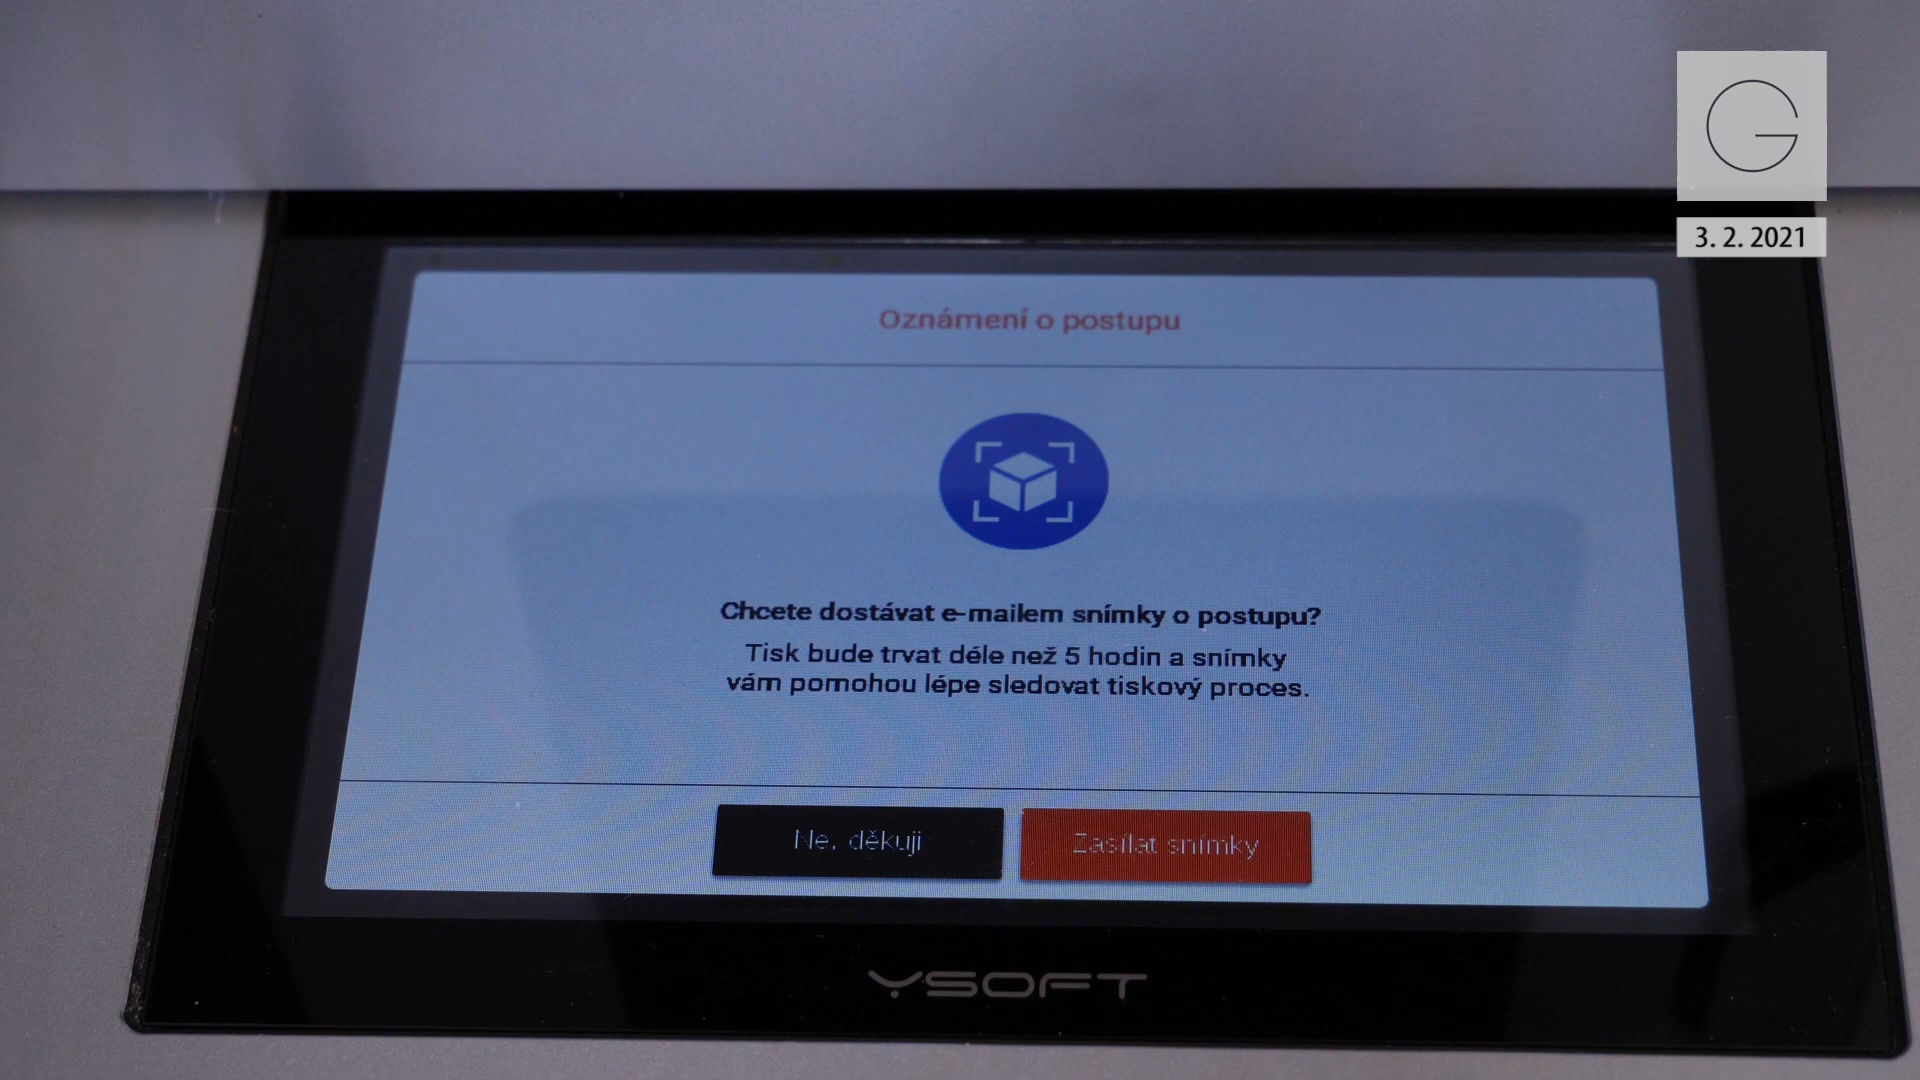 G
3. 2. 2021
Oznámení o postupu
Chcete dostávat e-mailem snímky o postupu?
Tisk bude trvat déle než 5 hodin a snímky
vám pomohou lépe sledovat tiskový proces.
Ne, děkuji
Zasílat snímky
YSOFT